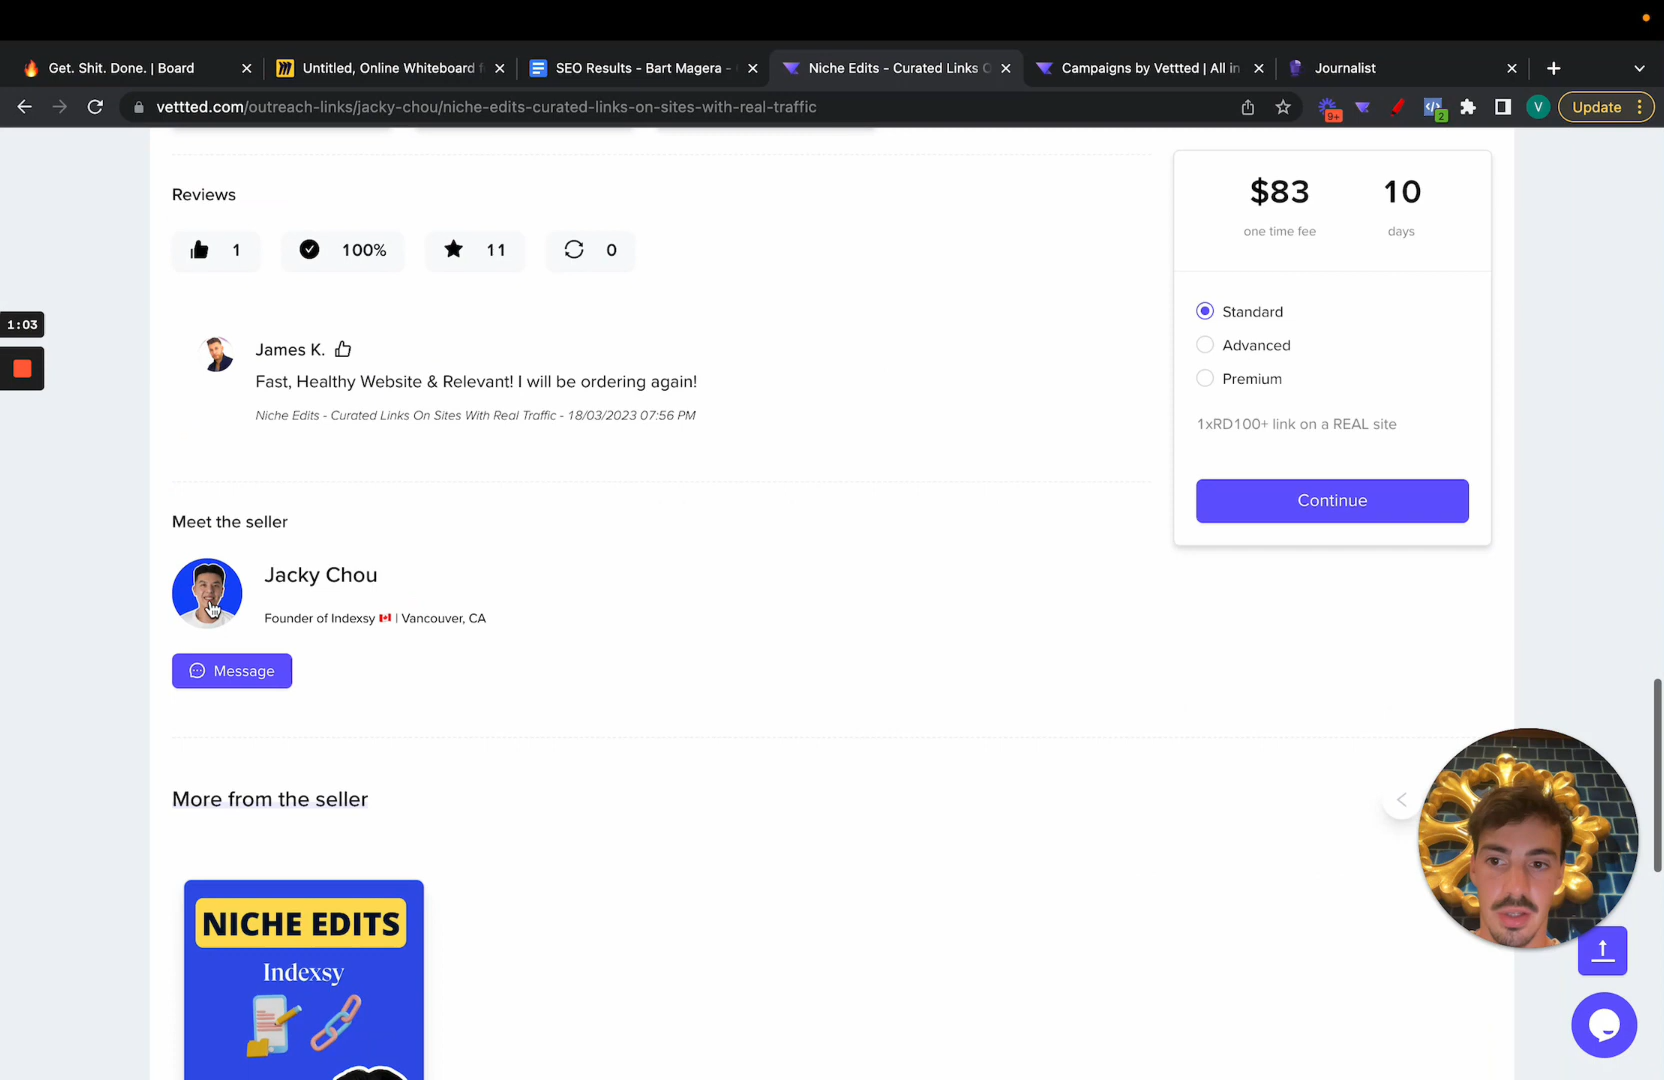 Get. Shit. Done. | Board
Untitled, Online Whiteboard f
SEO Results - Bart Magera -
Niche Edits - Curated Links O
Campaigns by Vettted | All in
Journalist
vettted.com/outreach-links/jacky-chou/niche-edits-curated-links-on-sites-with-real-traffic
9+
2
V
Update
Reviews
1
100%
11
0
$83
one time fee
10
days
Standard
Advanced
Premium
1xRD100+ link on a REAL site
Continue
1:03
James K.
Fast, Healthy Website & Relevant! I will be ordering again!
Niche Edits - Curated Links On Sites With Real Traffic - 18/03/2023 07:56 PM
Meet the seller
Jacky Chou
Founder of Indexsy 🇨🇦 | Vancouver, CA
Message
More from the seller
NICHE EDITS
Indexsy